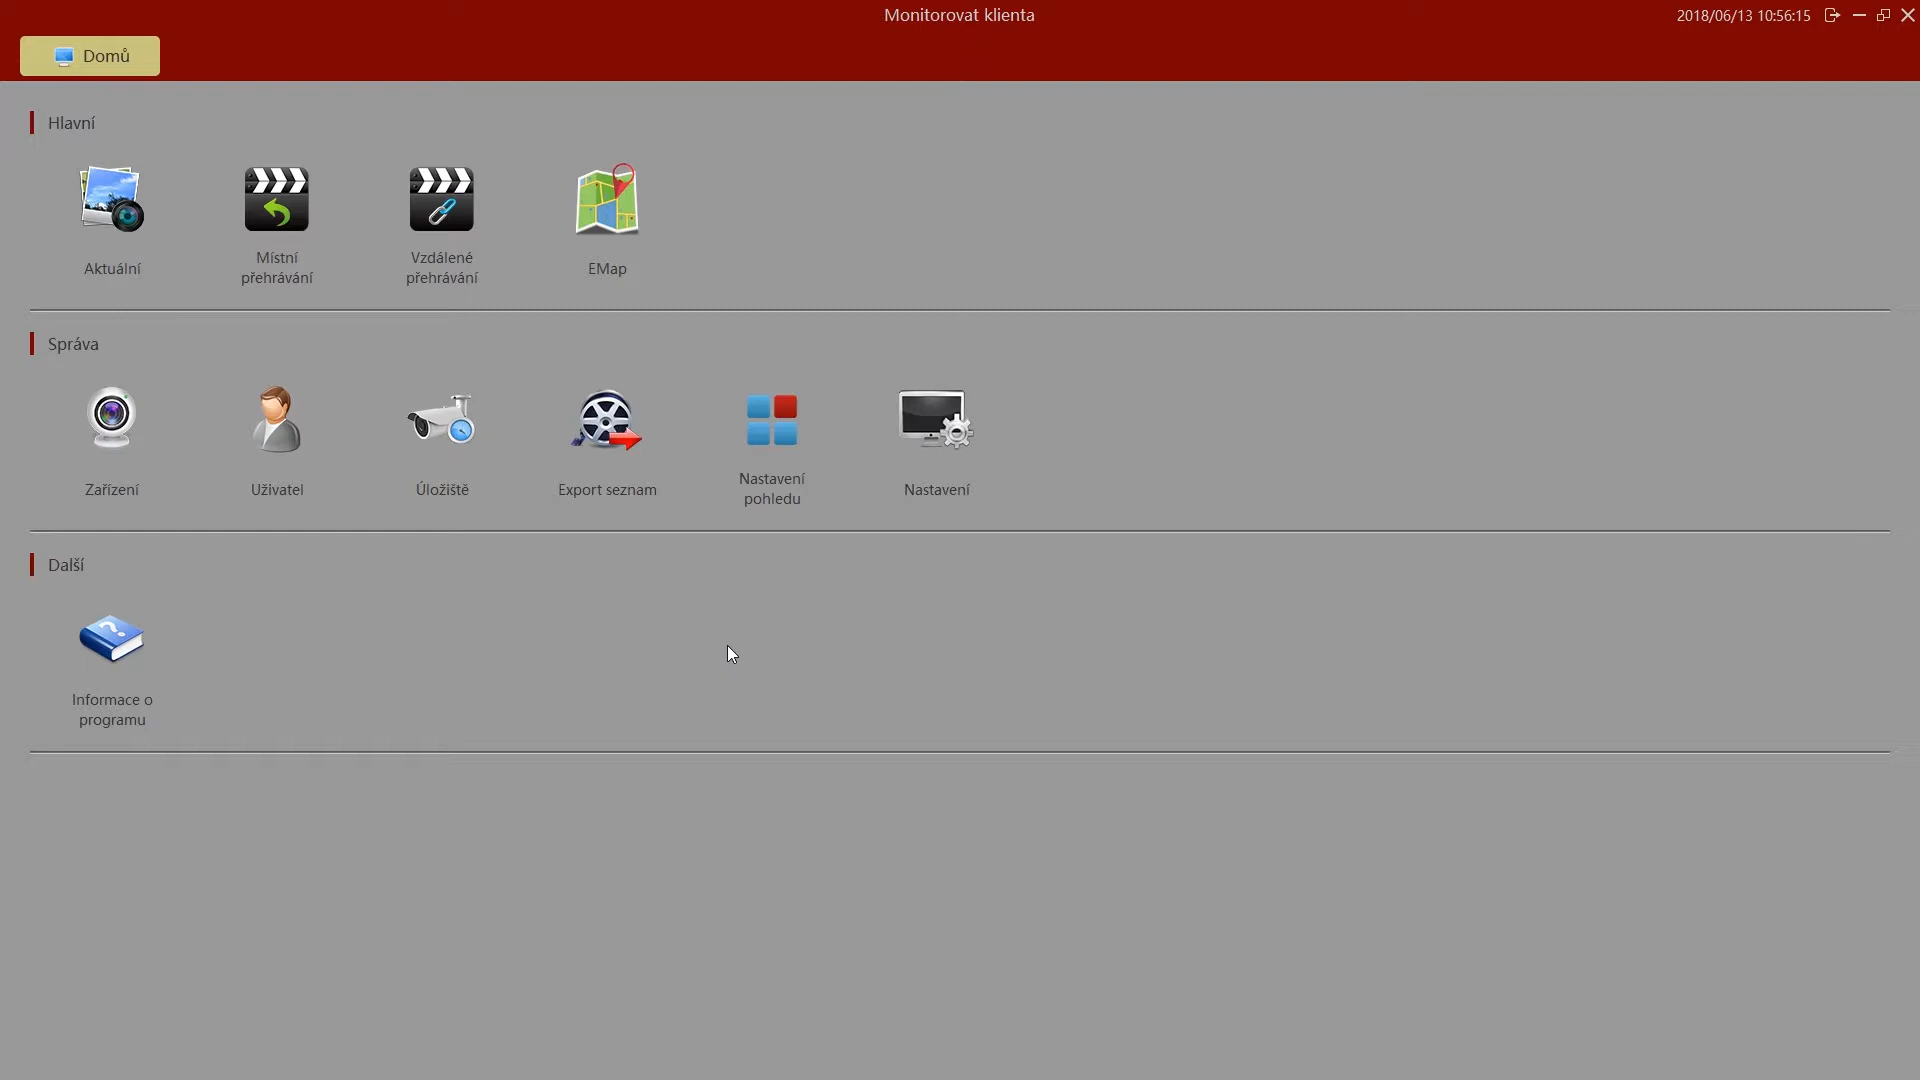 Monitorovat klienta
2018/06/13 10:56:15
Domů
Hlavní
Aktuální
Místní
přehrávání
Vzdálené
přehrávání
EMap
Správa
Zařízení
Uživatel
Úložiště
Export seznam
Nastavení
pohledu
Nastavení
Další
Informace o
programu